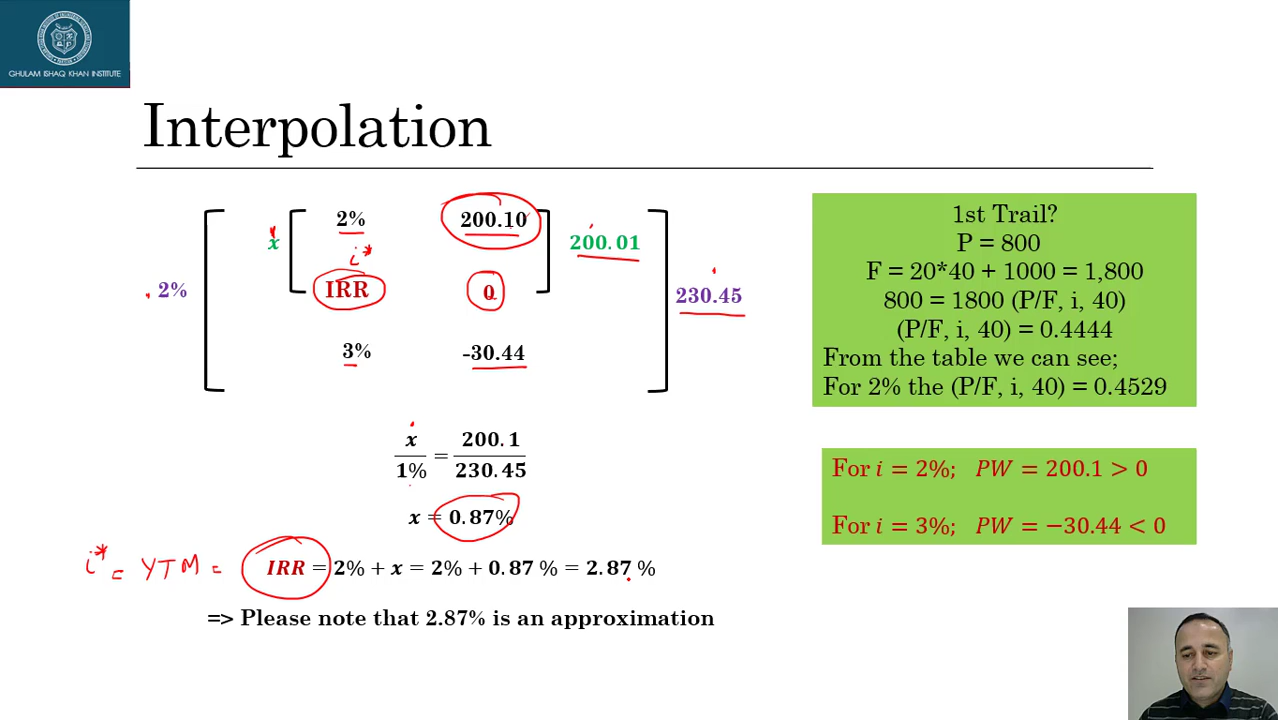 GHULAM ISHAQ KHAN INSTITUTE
Interpolation
2% 200.10
x 200.01
i*
2% IRR 0 230.45
3% -30.44
x / 1% = 200.1 / 230.45
x = 0.87%
i* = YTM = IRR = 2% + x = 2% + 0.87 % = 2.87 %
=> Please note that 2.87% is an approximation
1st Trail?
P = 800
F = 20*40 + 1000 = 1,800
800 = 1800 (P/F, i, 40)
(P/F, i, 40) = 0.4444
From the table we can see;
For 2% the (P/F, i, 40) = 0.4529
For i = 2%; PW = 200.1 > 0
For i = 3%; PW = −30.44 < 0